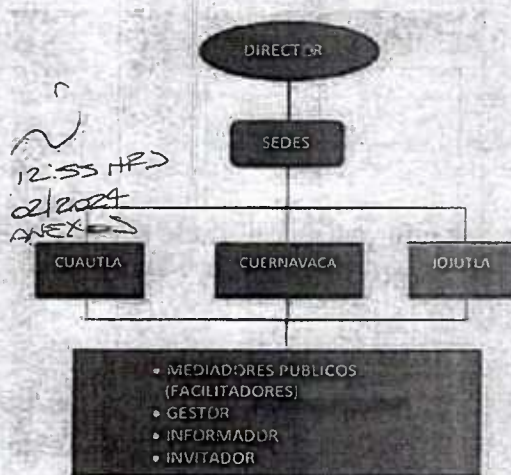 DIRECTOR
SEDES
12:55 HRS
02/2024
CUAUTLA
CUERNAVACA
JOJUTLA
• MEDIADORES PUBLICOS
(FACILITADORES)
• GESTOR
• INFORMADOR
• INVITADOR